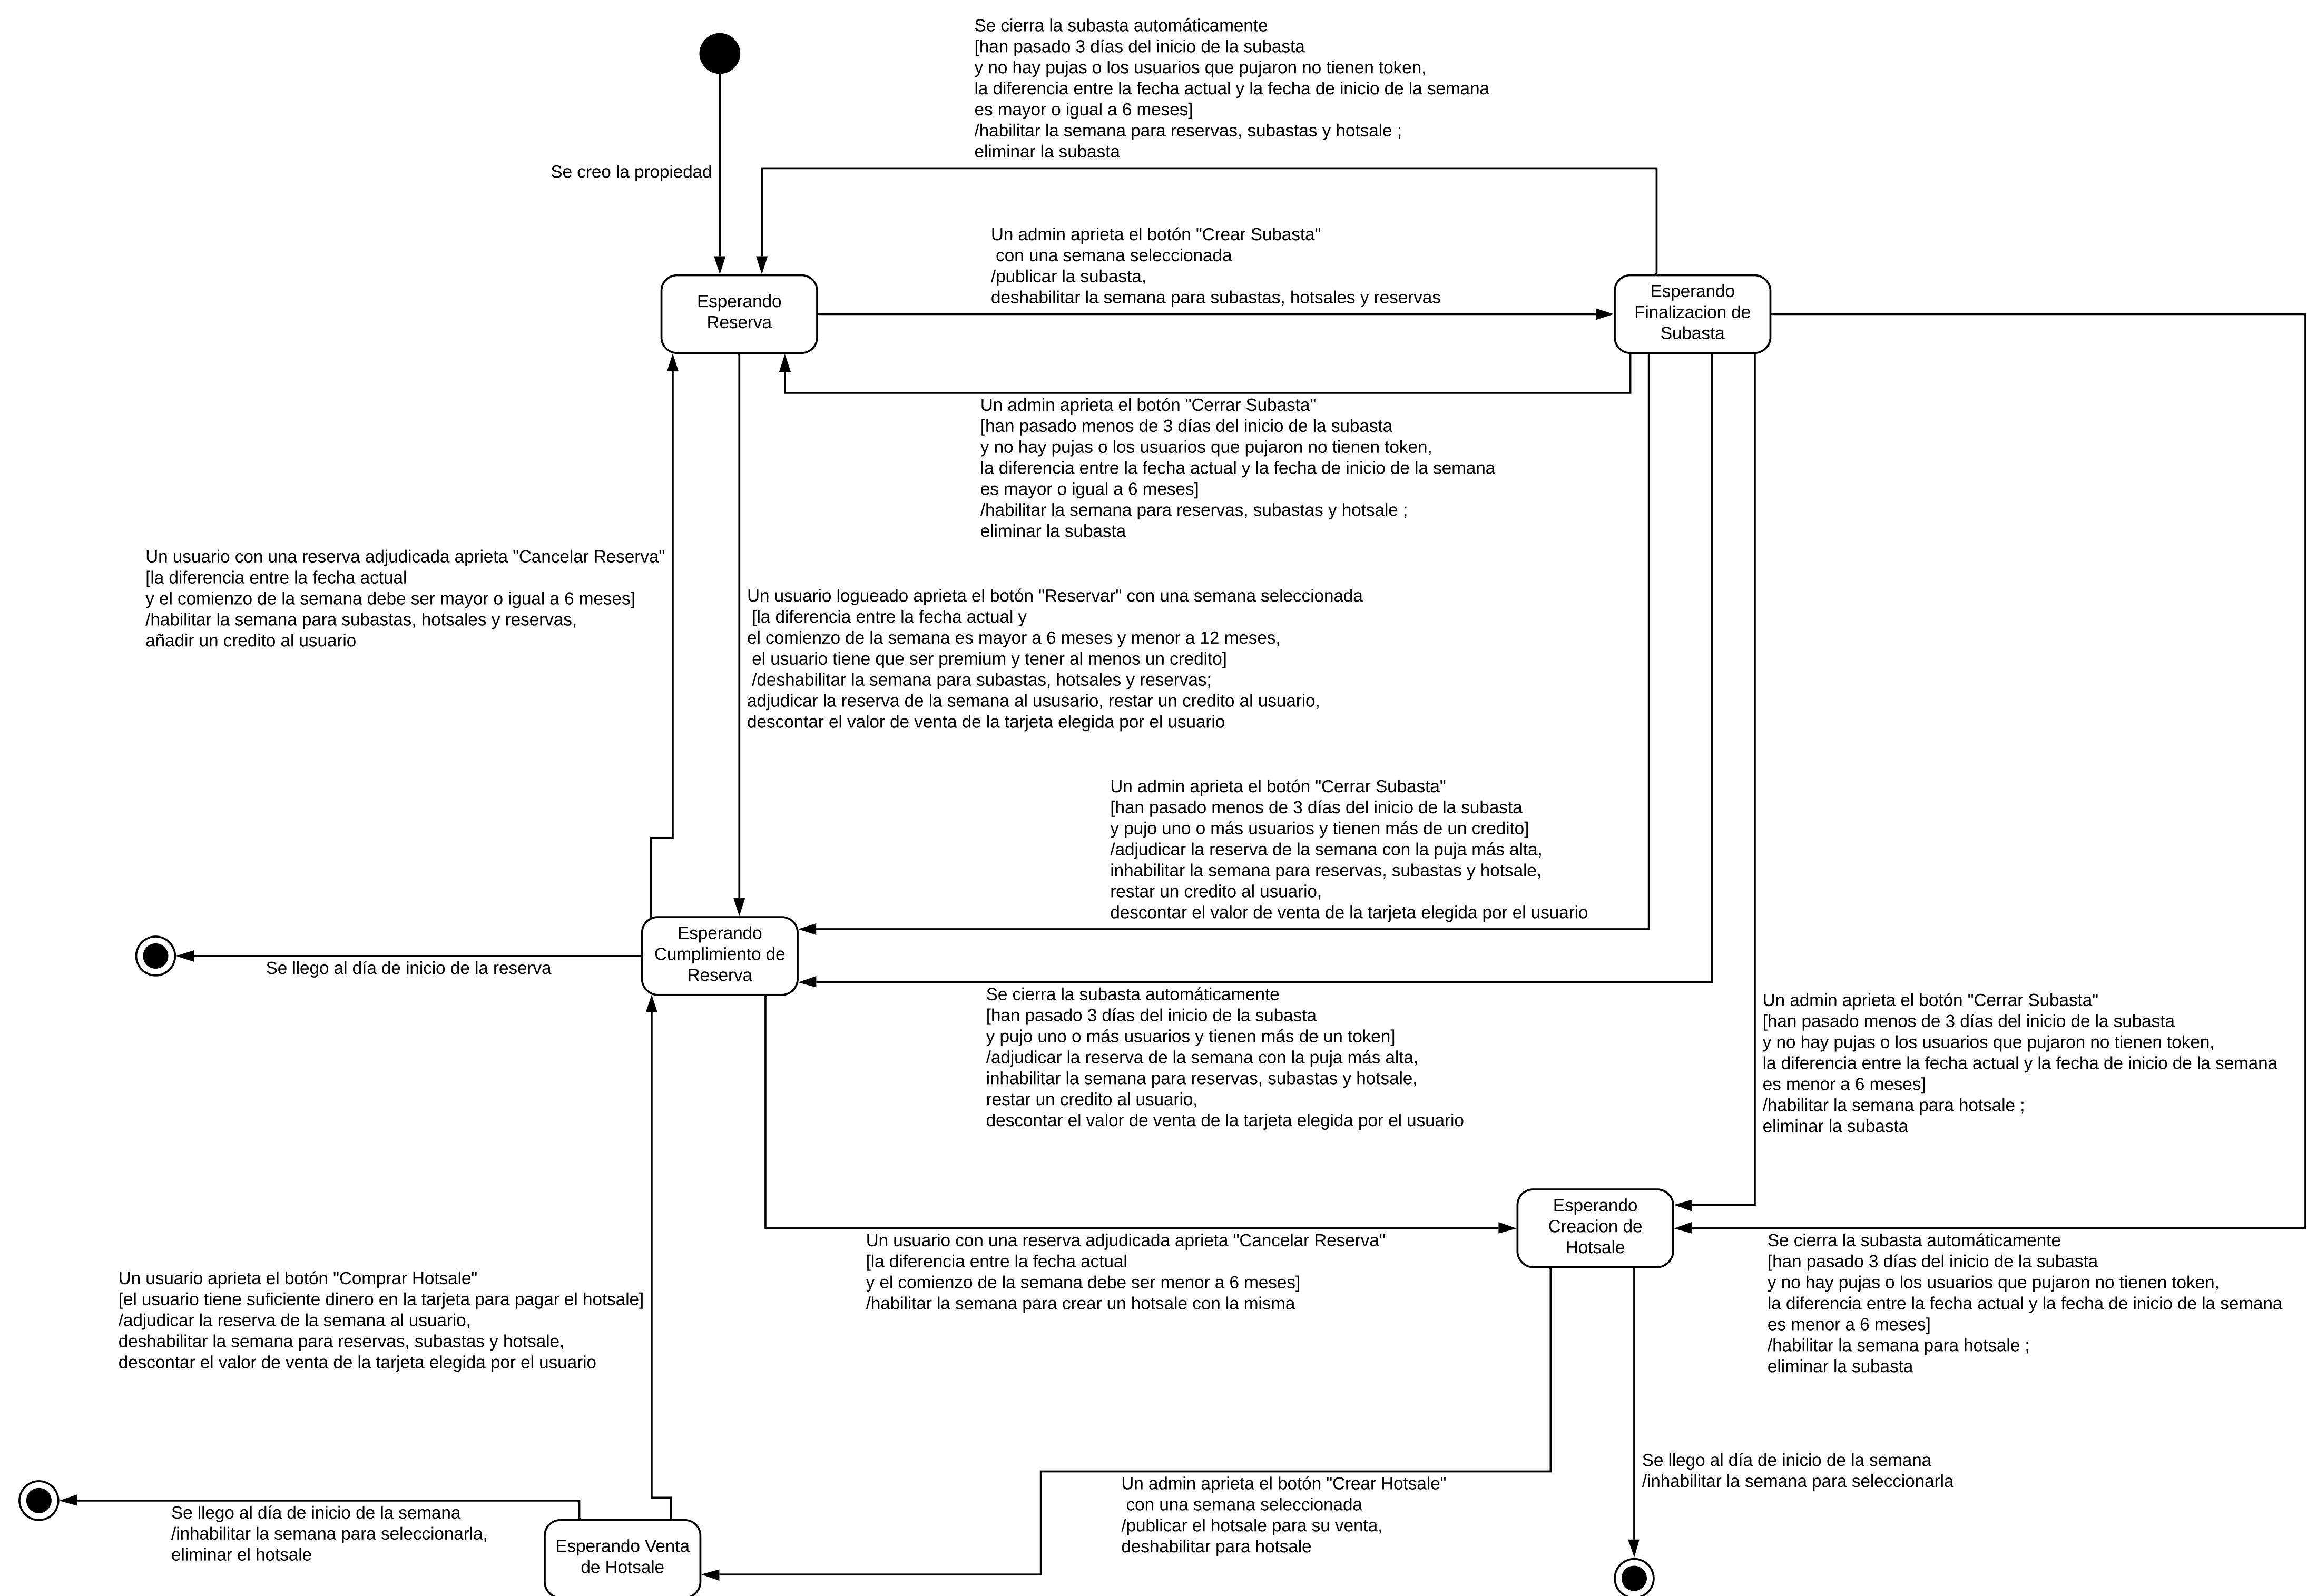 Se cierra la subasta automáticamente
[han pasado 3 días del inicio de la subasta
y no hay pujas o los usuarios que pujaron no tienen token,
la diferencia entre la fecha actual y la fecha de inicio de la semana
es mayor o igual a 6 meses]
/habilitar la semana para reservas, subastas y hotsale ;
eliminar la subasta
Se creo la propiedad
Un admin aprieta el botón "Crear Subasta"
con una semana seleccionada
/publicar la subasta,
deshabilitar la semana para subastas, hotsales y reservas
Esperando
Reserva
Esperando
Finalizacion de
Subasta
Un admin aprieta el botón "Cerrar Subasta"
[han pasado menos de 3 días del inicio de la subasta
y no hay pujas o los usuarios que pujaron no tienen token,
la diferencia entre la fecha actual y la fecha de inicio de la semana
es mayor o igual a 6 meses]
/habilitar la semana para reservas, subastas y hotsale ;
eliminar la subasta
Un usuario con una reserva adjudicada aprieta "Cancelar Reserva"
[la diferencia entre la fecha actual
y el comienzo de la semana debe ser mayor o igual a 6 meses]
/habilitar la semana para subastas, hotsales y reservas,
añadir un credito al usuario
Un usuario logueado aprieta el botón "Reservar" con una semana seleccionada
[la diferencia entre la fecha actual y
el comienzo de la semana es mayor a 6 meses y menor a 12 meses,
el usuario tiene que ser premium y tener al menos un credito]
/deshabilitar la semana para subastas, hotsales y reservas;
adjudicar la reserva de la semana al ususario, restar un credito al usuario,
descontar el valor de venta de la tarjeta elegida por el usuario
Un admin aprieta el botón "Cerrar Subasta"
[han pasado menos de 3 días del inicio de la subasta
y pujo uno o más usuarios y tienen más de un credito]
/adjudicar la reserva de la semana con la puja más alta,
inhabilitar la semana para reservas, subastas y hotsale,
restar un credito al usuario,
descontar el valor de venta de la tarjeta elegida por el usuario
Esperando
Cumplimiento de
Reserva
Se llego al día de inicio de la reserva
Se cierra la subasta automáticamente
[han pasado 3 días del inicio de la subasta
y pujo uno o más usuarios y tienen más de un token]
/adjudicar la reserva de la semana con la puja más alta,
inhabilitar la semana para reservas, subastas y hotsale,
restar un credito al usuario,
descontar el valor de venta de la tarjeta elegida por el usuario
Un admin aprieta el botón "Cerrar Subasta"
[han pasado menos de 3 días del inicio de la subasta
y no hay pujas o los usuarios que pujaron no tienen token,
la diferencia entre la fecha actual y la fecha de inicio de la semana
es menor a 6 meses]
/habilitar la semana para hotsale ;
eliminar la subasta
Esperando
Creacion de
Hotsale
Un usuario con una reserva adjudicada aprieta "Cancelar Reserva"
[la diferencia entre la fecha actual
y el comienzo de la semana debe ser menor a 6 meses]
/habilitar la semana para crear un hotsale con la misma
Se cierra la subasta automáticamente
[han pasado 3 días del inicio de la subasta
y no hay pujas o los usuarios que pujaron no tienen token,
la diferencia entre la fecha actual y la fecha de inicio de la semana
es menor a 6 meses]
/habilitar la semana para hotsale ;
eliminar la subasta
Un usuario aprieta el botón "Comprar Hotsale"
[el usuario tiene suficiente dinero en la tarjeta para pagar el hotsale]
/adjudicar la reserva de la semana al usuario,
deshabilitar la semana para reservas, subastas y hotsale,
descontar el valor de venta de la tarjeta elegida por el usuario
Se llego al día de inicio de la semana
/inhabilitar la semana para seleccionarla
Un admin aprieta el botón "Crear Hotsale"
con una semana seleccionada
/publicar el hotsale para su venta,
deshabilitar para hotsale
Se llego al día de inicio de la semana
/inhabilitar la semana para seleccionarla,
eliminar el hotsale
Esperando Venta
de Hotsale